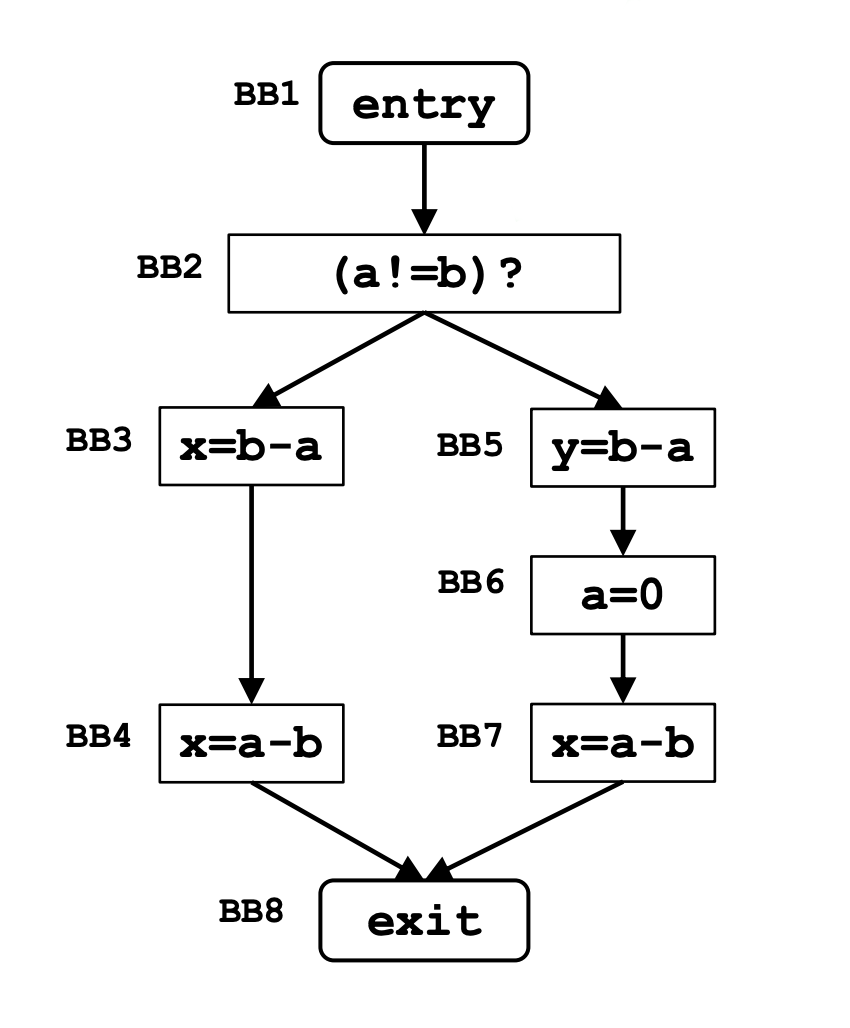 BB1 entry
BB2 (a!=b)?
BB3 x=b-a
BB5 y=b-a
BB6 a=0
BB4 x=a-b
BB7 x=a-b
BB8 exit